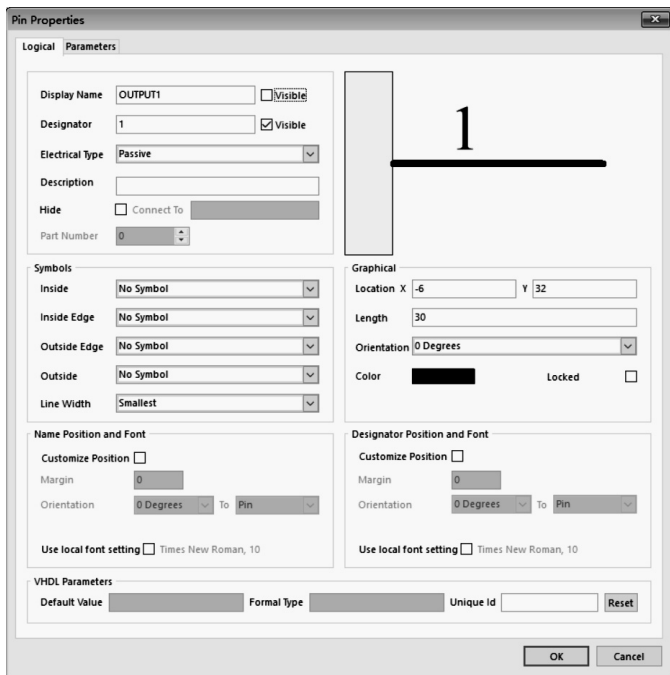 Pin Properties
Logical Parameters
Display Name OUTPUT1 Visible
Designator 1 Visible
Electrical Type Passive
Description
Hide Connect To
Part Number 0
1
Symbols
Inside No Symbol
Inside Edge No Symbol
Outside Edge No Symbol
Outside No Symbol
Line Width Smallest
Graphical
Location X -6 Y 32
Length 30
Orientation 0 Degrees
Color Locked
Name Position and Font
Customize Position
Margin 0
Orientation 0 Degrees To Pin
Use local font setting Times New Roman, 10
Designator Position and Font
Customize Position
Margin 0
Orientation 0 Degrees To Pin
Use local font setting Times New Roman, 10
VHDL Parameters
Default Value Formal Type Unique Id Reset
OK Cancel